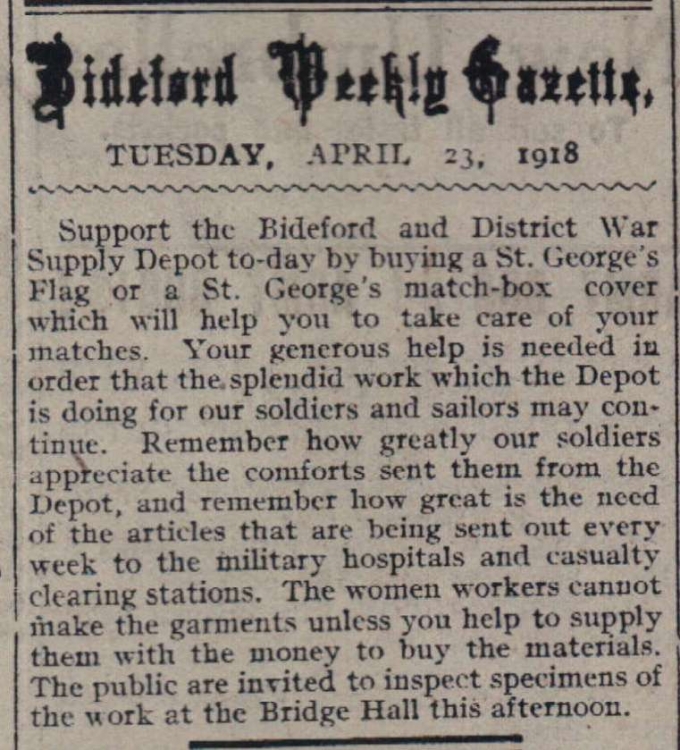 Bideford Weekly Gazette.
TUESDAY, APRIL 23, 1918
Support the Bideford and District War
Supply Depot to-day by buying a St. George's
Flag or a St. George's match-box cover
which will help you to take care of your
matches. Your generous help is needed in
order that the splendid work which the Depot
is doing for our soldiers and sailors may con-
tinue. Remember how greatly our soldiers
appreciate the comforts sent them from the
Depot, and remember how great is the need
of the articles that are being sent out every
week to the military hospitals and casualty
clearing stations. The women workers cannot
make the garments unless you help to supply
them with the money to buy the materials.
The public are invited to inspect specimens of
the work at the Bridge Hall this afternoon.